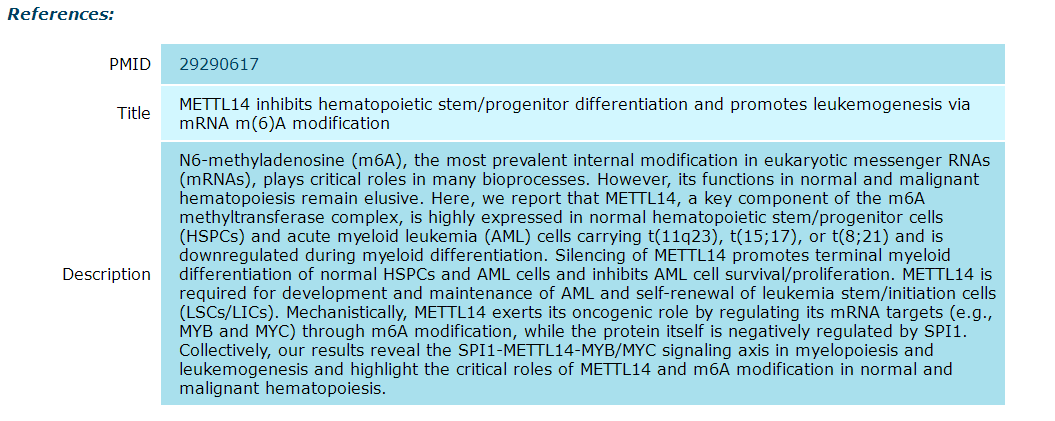 References:
PMID
29290617
Title
METTL14 inhibits hematopoietic stem/progenitor differentiation and promotes leukemogenesis via
mRNA m(6)A modification
Description
N6-methyladenosine (m6A), the most prevalent internal modification in eukaryotic messenger RNAs
(mRNAs), plays critical roles in many bioprocesses. However, its functions in normal and malignant
hematopoiesis remain elusive. Here, we report that METTL14, a key component of the m6A
methyltransferase complex, is highly expressed in normal hematopoietic stem/progenitor cells
(HSPCs) and acute myeloid leukemia (AML) cells carrying t(11q23), t(15;17), or t(8;21) and is
downregulated during myeloid differentiation. Silencing of METTL14 promotes terminal myeloid
differentiation of normal HSPCs and AML cells and inhibits AML cell survival/proliferation. METTL14 is
required for development and maintenance of AML and self-renewal of leukemia stem/initiation cells
(LSCs/LICs). Mechanistically, METTL14 exerts its oncogenic role by regulating its mRNA targets (e.g.,
MYB and MYC) through m6A modification, while the protein itself is negatively regulated by SPI1.
Collectively, our results reveal the SPI1-METTL14-MYB/MYC signaling axis in myelopoiesis and
leukemogenesis and highlight the critical roles of METTL14 and m6A modification in normal and
malignant hematopoiesis.